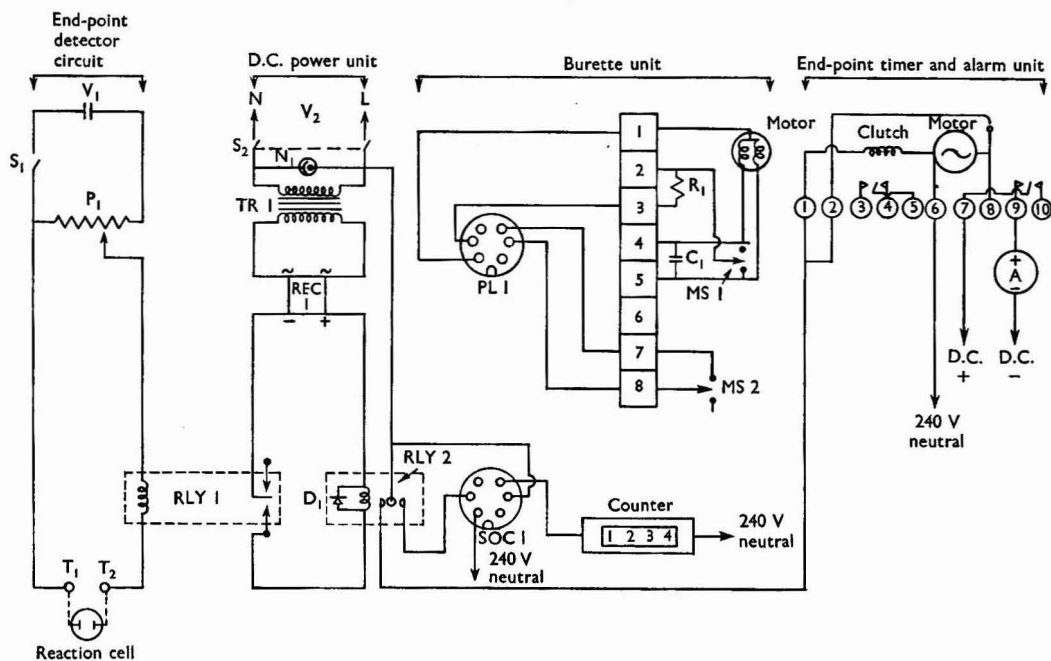 End-point
detector
circuit
D.C. power unit
Burette unit
End-point timer and alarm unit
V₁
N
L
V₂
S₁
S₂
N₁
P₁
TR 1
~ ~
REC
1
− +
1
2
3
4
5
6
7
8
R₁
C₁
Motor
MS 1
MS 2
PL 1
Clutch
Motor
1 2 3 4 5 6 7 8 9 10
+
A
−
D.C.
+
D.C.
−
240 V
neutral
RLY 1
D₁
RLY 2
SOC 1
240 V
neutral
Counter
1 2 3 4
240 V
neutral
T₁
T₂
Reaction cell